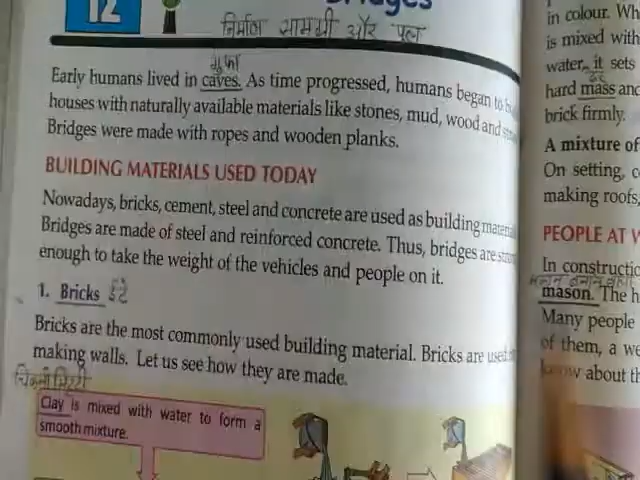 12
Bridges
निर्माण सामग्री और पुल
गुफा
Early humans lived in caves. As time progressed, humans began to
houses with naturally available materials like stones, mud, wood and
Bridges were made with ropes and wooden planks.
BUILDING MATERIALS USED TODAY
Nowadays, bricks, cement, steel and concrete are used as building
Bridges are made of steel and reinforced concrete. Thus, bridges are
enough to take the weight of the vehicles and people on it.
1. Bricks ईंटें
Bricks are the most commonly used building material. Bricks are used
making walls. Let us see how they are made.
चिकनी मिट्टी
Clay is mixed with water to form a
smooth mixture.
in colour.
is mixed with
water, it sets
hard mass and
brick firmly.
A mixture of
On setting,
making roofs,
PEOPLE AT
In
mason. The
Many people
of them, a
know about